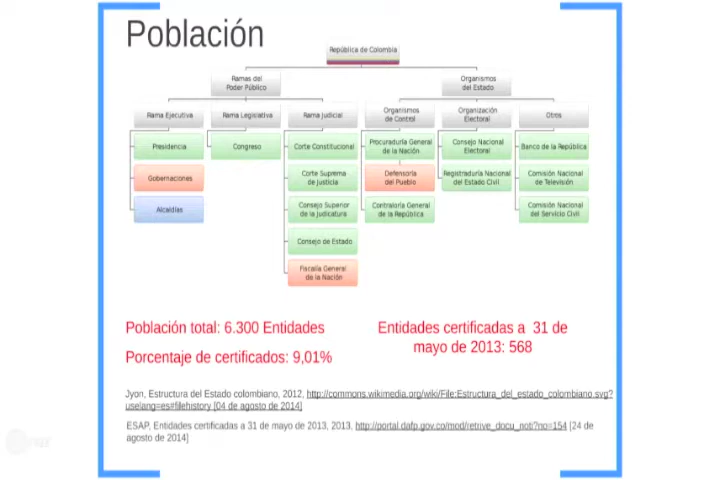 Población
República de Colombia
Ramas del
Poder Público
Organismos
del Estado
Rama Ejecutiva
Rama Legislativa
Rama Judicial
Organismos
de Control
Organización
Electoral
Otros
Presidencia
Congreso
Corte Constitucional
Procuraduría General
de la Nación
Consejo Nacional
Electoral
Banco de la República
Gobernaciones
Corte Suprema
de Justicia
Defensoría
del Pueblo
Registraduría Nacional
del Estado Civil
Comisión Nacional
de Televisión
Alcaldías
Consejo Superior
de la Judicatura
Contraloría General
de la República
Comisión Nacional
del Servicio Civil
Consejo de Estado
Fiscalía General
de la Nación
Población total: 6.300 Entidades
Porcentaje de certificados: 9,01%
Entidades certificadas a 31 de
mayo de 2013: 568
Jyon, Estructura del Estado colombiano, 2012, http://commons.wikimedia.org/wiki/File:Estructura_del_estado_colombiano.svg?
uselang=es#filehistory [04 de agosto de 2014]
ESAP, Entidades certificadas a 31 de mayo de 2013, 2013, http://portal.dafp.gov.co/mod/retrive_docu_noti?no=154 [24 de
agosto de 2014]